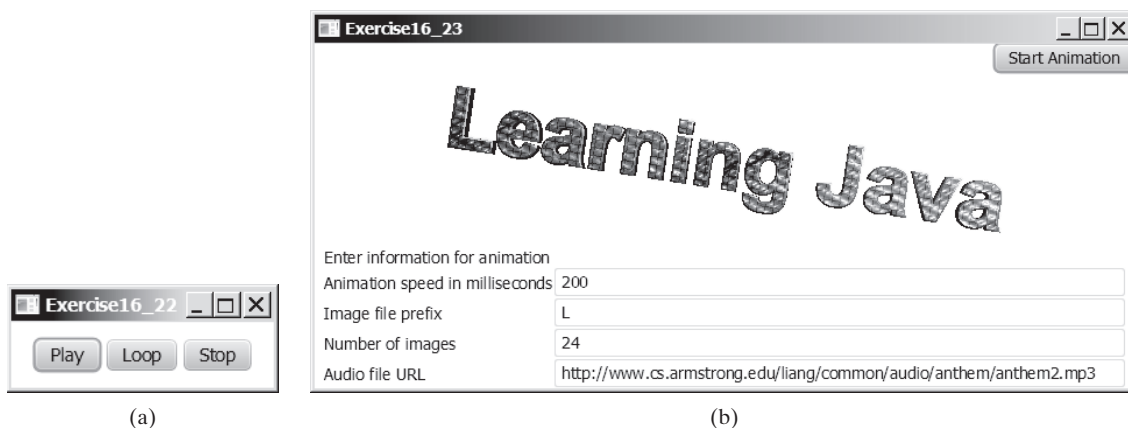 Exercise16_23
Start Animation
Learning Java
Enter information for animation
Animation speed in milliseconds 200
Image file prefix L
Number of images 24
Audio file URL http://www.cs.armstrong.edu/liang/common/audio/anthem/anthem2.mp3
Exercise16_22
Play Loop Stop
(a) (b)